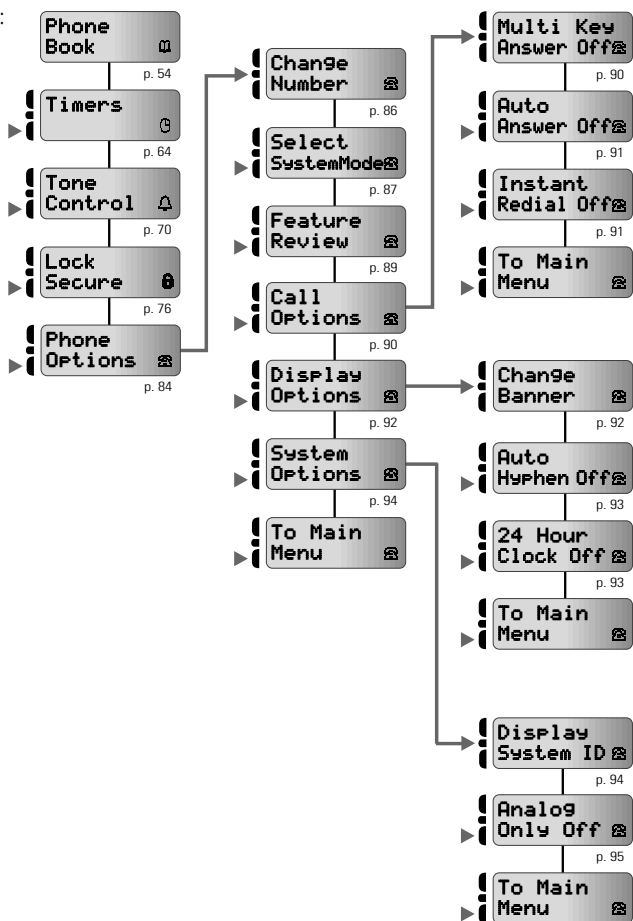 :
Phone
Book
p. 54
Timers
p. 64
Tone
Control
p. 70
Lock
Secure
p. 76
Phone
Options
p. 84
Change
Number
p. 86
Select
SystemMode
p. 87
Feature
Review
p. 89
Call
Options
p. 90
Display
Options
p. 92
System
Options
p. 94
To Main
Menu
Multi Key
Answer Off
p. 90
Auto
Answer Off
p. 91
Instant
Redial Off
p. 91
To Main
Menu
Change
Banner
p. 92
Auto
Hyphen Off
p. 93
24 Hour
Clock Off
p. 93
To Main
Menu
Display
System ID
p. 94
Analog
Only Off
p. 95
To Main
Menu